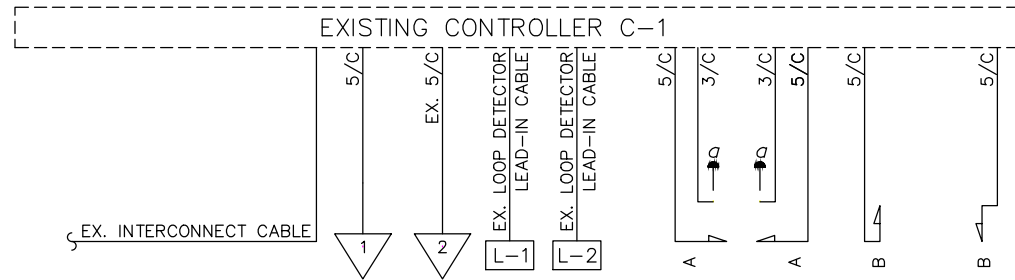 EXISTING CONTROLLER C-1
5/C
EX. 5/C
EX. LOOP DETECTOR
LEAD-IN CABLE
EX. LOOP DETECTOR
LEAD-IN CABLE
5/C
3/C
3/C
5/C
5/C
5/C
EX. INTERCONNECT CABLE
1
2
L-1
L-2
A
A
B
B